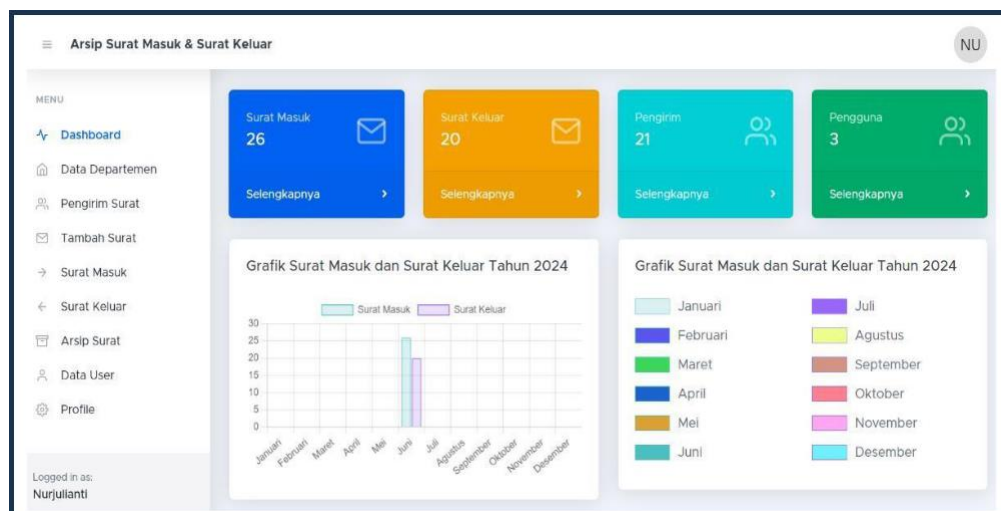 Arsip Surat Masuk & Surat Keluar
NU
MENU
Dashboard
Data Departemen
Pengirim Surat
Tambah Surat
Surat Masuk
Surat Keluar
Arsip Surat
Data User
Profile
Logged in as:
Nurjulianti
Surat Masuk
26
Selengkapnya
Surat Keluar
20
Selengkapnya
Pengirim
21
Selengkapnya
Pengguna
3
Selengkapnya
Grafik Surat Masuk dan Surat Keluar Tahun 2024
Surat Masuk Surat Keluar
30
25
20
15
10
5
0
Januari Februari Maret April Mei Juni Juli Agustus September Oktober November Desember
Grafik Surat Masuk dan Surat Keluar Tahun 2024
Januari
Februari
Maret
April
Mei
Juni
Juli
Agustus
September
Oktober
November
Desember